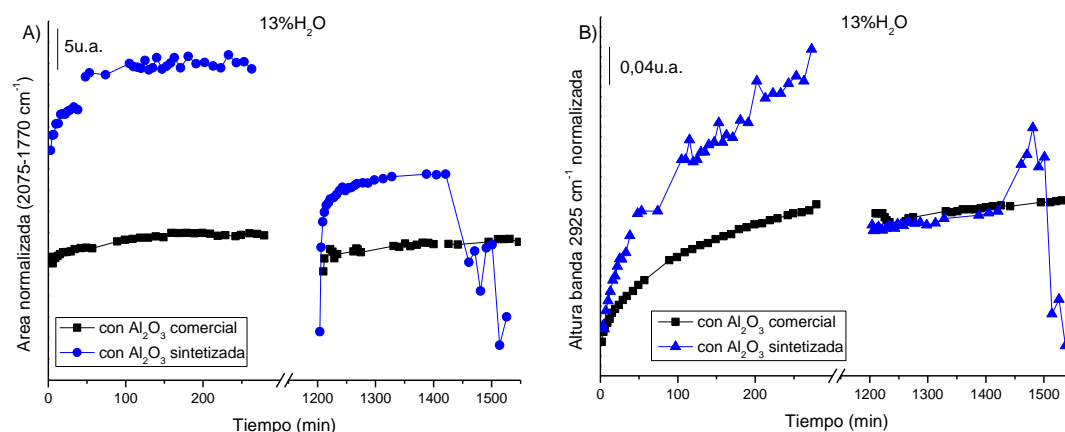 A)
13%H₂O
5u.a.
Area normalizada (2075-1770 cm⁻¹)
con Al₂O₃ comercial
con Al₂O₃ sintetizada
0 100 200 1200 1300 1400 1500
Tiempo (min)
B)
13%H₂O
0,04u.a.
Altura banda 2925 cm⁻¹ normalizada
con Al₂O₃ comercial
con Al₂O₃ sintetizada
0 100 200 1200 1300 1400 1500
Tiempo (min)